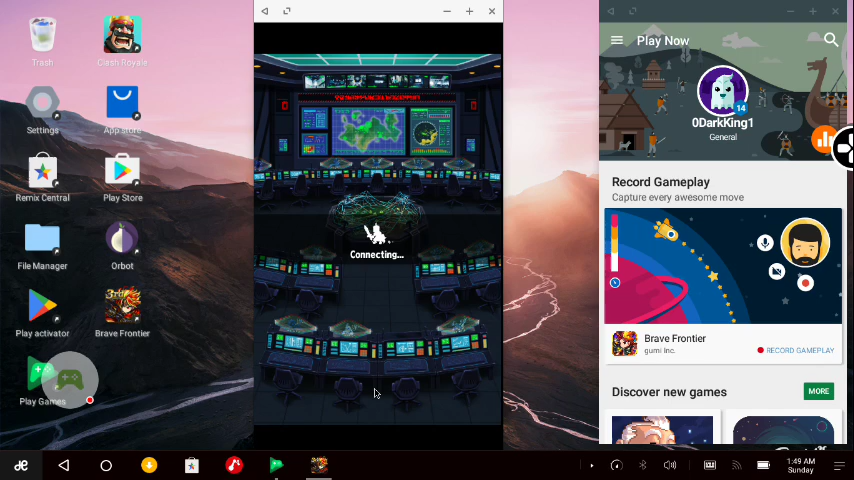 Trash
Clash Royale
Settings
App store
Remix Central
Play Store
File Manager
Orbot
Play activator
Brave Frontier
Play Games
Connecting...
Play Now
14
0DarkKing1
General
Record Gameplay
Capture every awesome move
Brave Frontier
gumi Inc.
RECORD GAMEPLAY
Discover new games
MORE
1:49 AM
Sunday